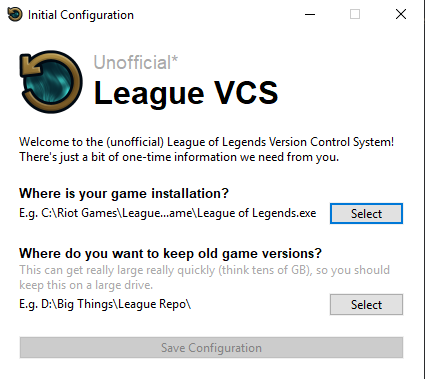 Initial Configuration
Unofficial*
League VCS
Welcome to the (unofficial) League of Legends Version Control System!
There's just a bit of one-time information we need from you.
Where is your game installation?
E.g. C:\Riot Games\League...ame\League of Legends.exe
Select
Where do you want to keep old game versions?
This can get really large really quickly (think tens of GB), so you should
keep this on a large drive.
E.g. D:\Big Things\League Repo\
Select
Save Configuration